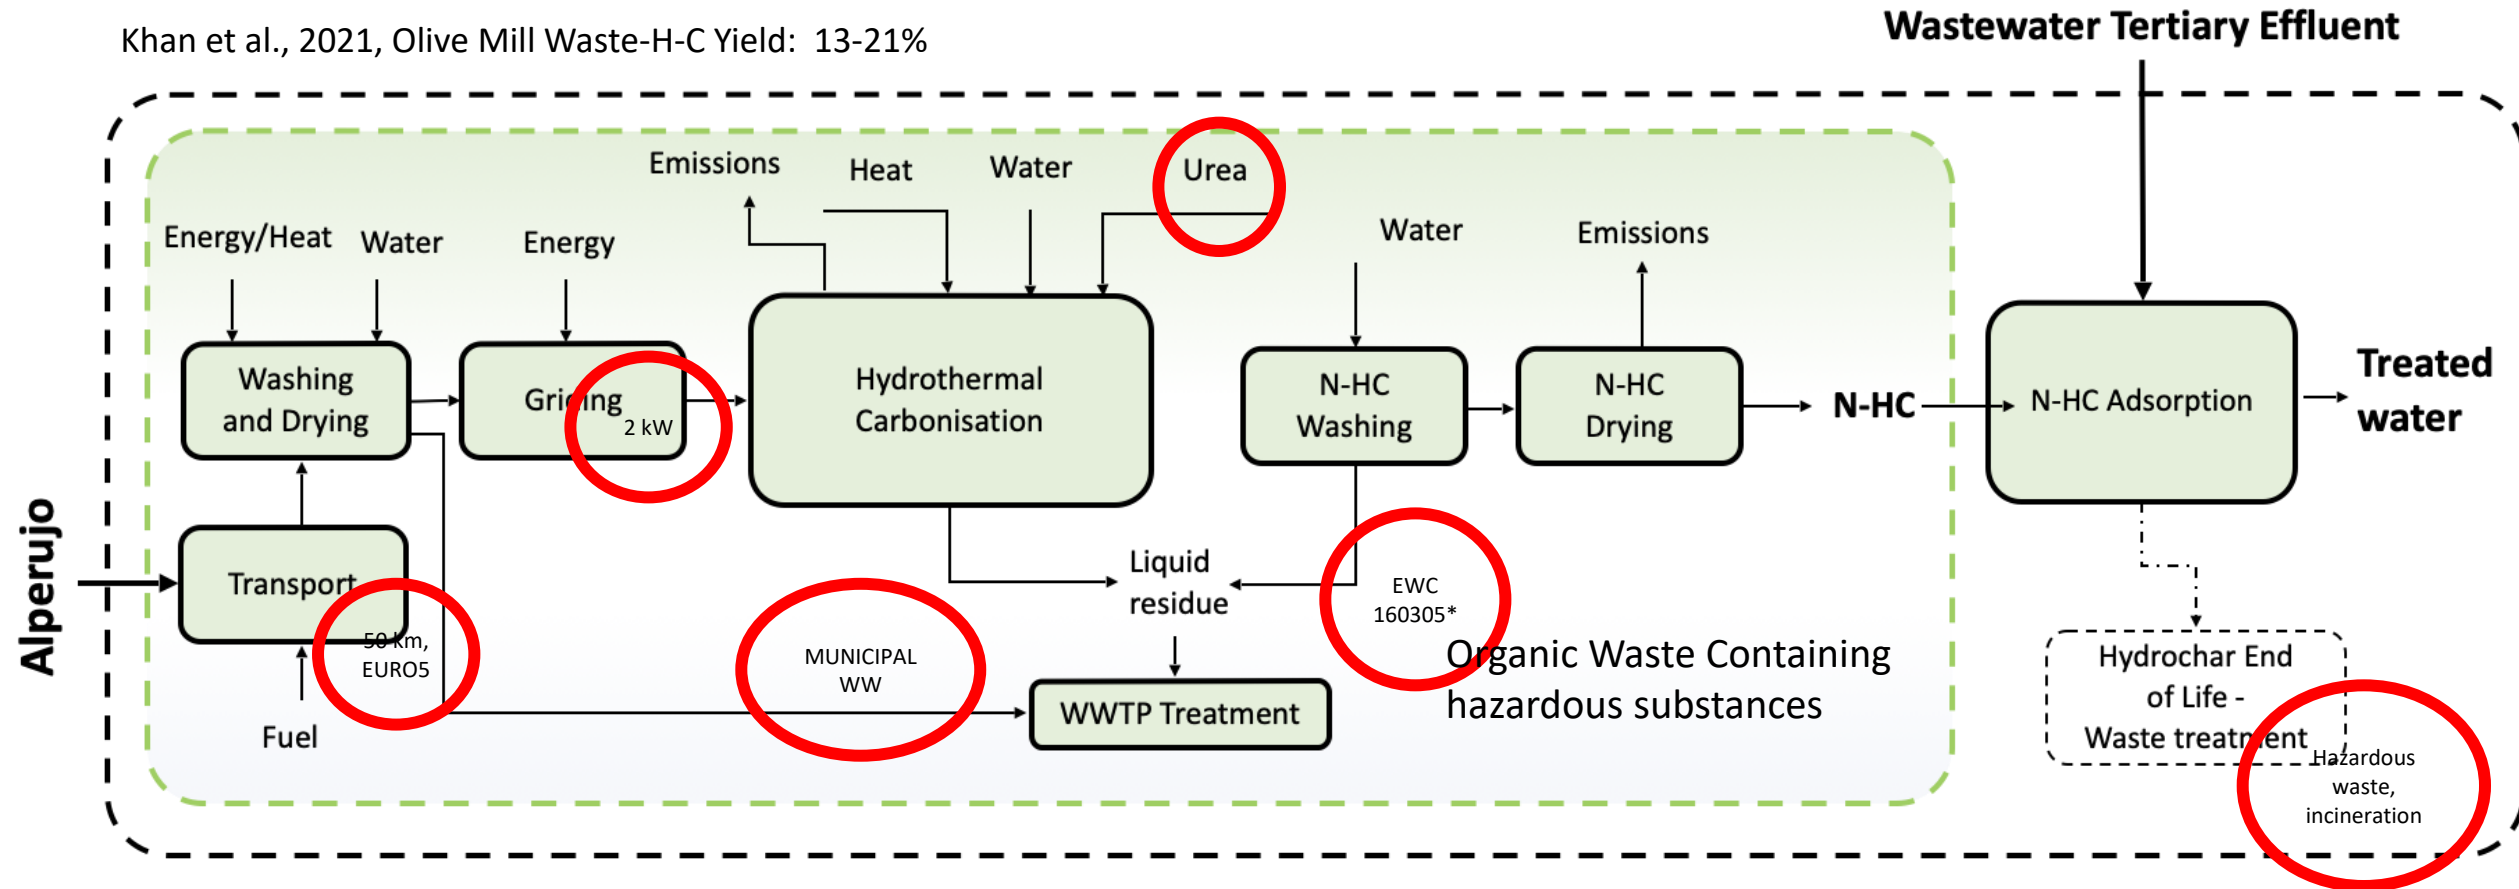 Khan et al., 2021, Olive Mill Waste-H-C Yield:  13-21%
Wastewater Tertiary Effluent
Emissions
Heat
Water
Urea
Energy/Heat
Water
Energy
Water
Emissions
Washing
and Drying
Griding
2 kW
Hydrothermal
Carbonisation
N-HC
Washing
N-HC
Drying
N-HC
N-HC Adsorption
Treated
water
Alperujo
Transport
50 km,
EURO5
Fuel
MUNICIPAL
WW
Liquid
residue
EWC
160305*
Organic Waste Containing
hazardous substances
WWTP Treatment
Hydrochar End
of Life -
Waste treatment
Hazardous
waste,
incineration